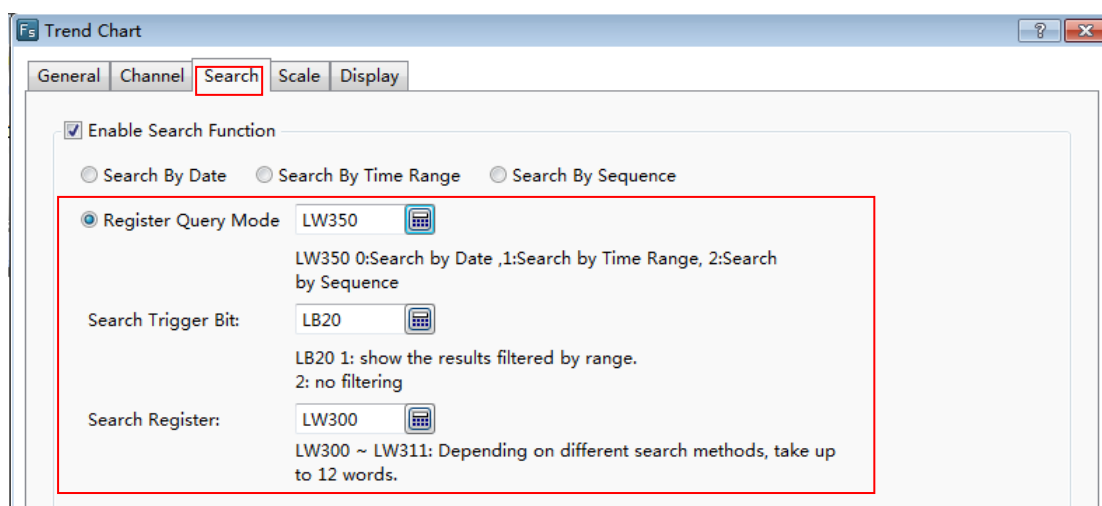 Fs Trend Chart ?
General Channel Search Scale Display
Enable Search Function
Search By Date Search By Time Range Search By Sequence
Register Query Mode LW350
LW350 0:Search by Date ,1:Search by Time Range, 2:Search
by Sequence
Search Trigger Bit: LB20
LB20 1: show the results filtered by range.
2: no filtering
Search Register: LW300
LW300 ~ LW311: Depending on different search methods, take up
to 12 words.